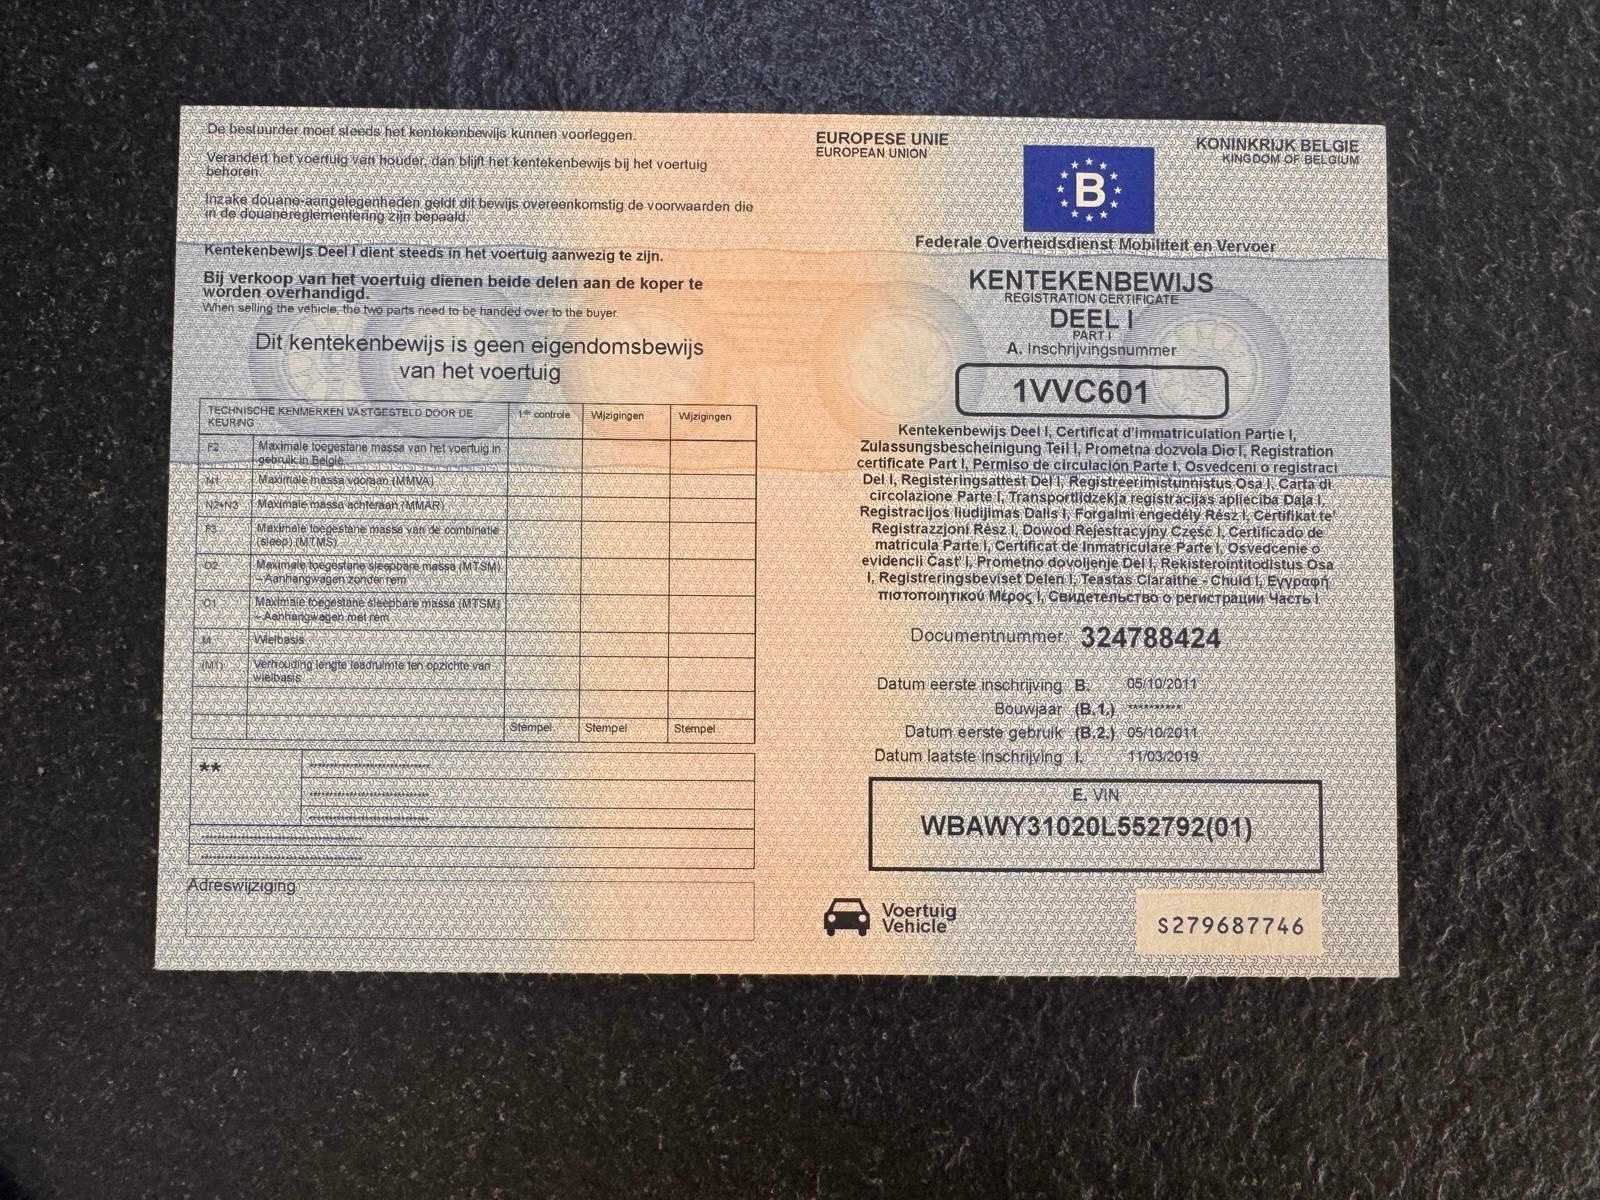 De bestuurder moet steeds het kentekenbewijs kunnen voorleggen.
Verandert het voertuig van houder, dan blijft het kentekenbewijs bij het voertuig
behoren.
Inzake douane-aangelegenheden geldt dit bewijs overeenkomstig de voorwaarden die
in de douanereglementering zijn bepaald.
Kentekenbewijs Deel I dient steeds in het voertuig aanwezig te zijn.
Bij verkoop van het voertuig dienen beide delen aan de koper te
worden overhandigd.
When selling the vehicle, the two parts need to be handed over to the buyer.
Dit kentekenbewijs is geen eigendomsbewijs
van het voertuig
TECHNISCHE KENMERKEN VASTGESTELD DOOR DE
KEURING
1ste controle
Wijzigingen
Wijzigingen
F2 Maximale toegestane massa van het voertuig in
gebruik in België
N1 Maximale massa vooraan (MMVA)
N2+N3 Maximale massa achteraan (MMAR)
F3 Maximale toegestane massa van de combinatie
(sleep) (MTMS)
O2 Maximale toegestane sleepbare massa (MTSM)
– Aanhangwagen zonder rem
O1 Maximale toegestane sleepbare massa (MTSM)
– Aanhangwagen met rem
M Wielbasis
(M1) Verhouding lengte laadruimte ten opzichte van
wielbasis
Stempel Stempel Stempel
**
Adreswijziging
EUROPESE UNIE
EUROPEAN UNION
B
KONINKRIJK BELGIE
KINGDOM OF BELGIUM
Federale Overheidsdienst Mobiliteit en Vervoer
KENTEKENBEWIJS
REGISTRATION CERTIFICATE
DEEL I
PART I
A. Inschrijvingsnummer
1VVC601
Kentekenbewijs Deel I, Certificat d'immatriculation Partie I,
Zulassungsbescheinigung Teil I, Prometna dozvola Dio I, Registration
certificate Part I, Permiso de circulación Parte I, Osvedceni o registraci
Del I, Registeringsattest Del I, Registreerimistunnistus Osa I, Carta di
circolazione Parte I, Transportlidzekja registracijas aplieciba Daja I,
Registracijos liudijimas Dalis I, Forgalmi engedély Rész I, Certifikat te'
Registrazzjoni Rész I, Dowod Rejestracyjny Część I, Certificado de
matricula Parte I, Certificat de Inmatriculare Parte I, Osvedcenie o
evidencii Čast' I, Prometno dovoljenje Del I, Rekisterointitodistus Osa
I, Registreringsbeviset Delen I, Teastas Claraithe - Chuid I, Εγγραφή
πιστοποιητικού Μέρος I, Свидетельство о регистрации Часть I
Documentnummer 324788424
Datum eerste inschrijving B. 05/10/2011
Bouwjaar (B.1.) **********
Datum eerste gebruik (B.2.) 05/10/2011
Datum laatste inschrijving I. 11/03/2019
E. VIN
WBAWY31020L552792(01)
Voertuig
Vehicle
S279687746